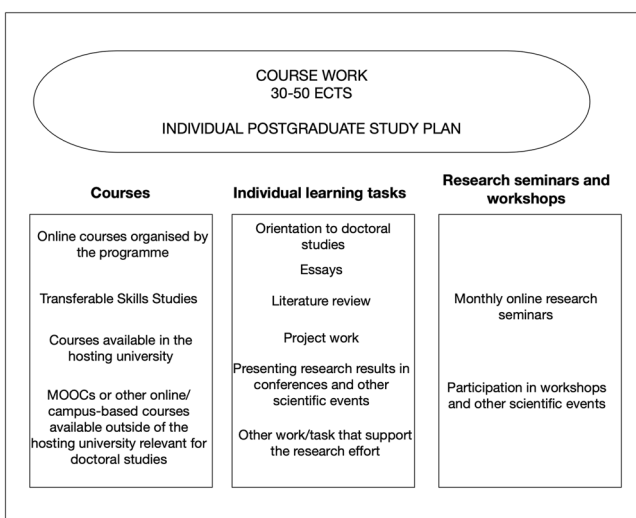 COURSE WORK
30-50 ECTS
INDIVIDUAL POSTGRADUATE STUDY PLAN
Courses
Online courses organised by
the programme
Transferable Skills Studies
Courses available in the
hosting university
MOOCs or other online/
campus-based courses
available outside of the
hosting university relevant for
doctoral studies
Individual learning tasks
Orientation to doctoral
studies
Essays
Literature review
Project work
Presenting research results in
conferences and other
scientific events
Other work/task that support
the research effort
Research seminars and
workshops
Monthly online research
seminars
Participation in workshops
and other scientific events